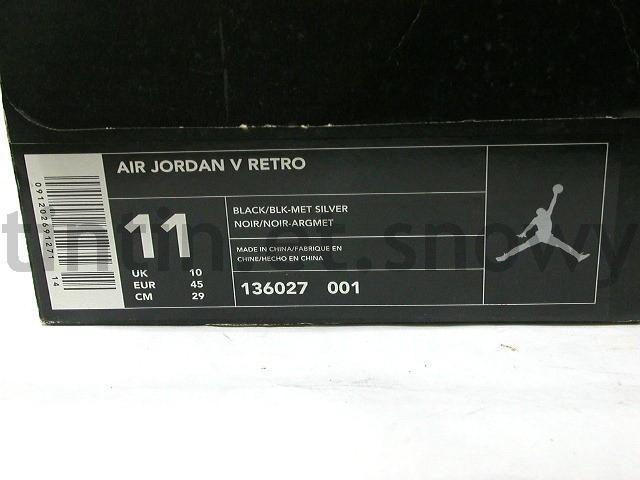 AIR JORDAN V RETRO
11
BLACK/BLK-MET SILVER
NOIR/NOIR-ARGMET
UK 10
EUR 45
CM 29
MADE IN CHINA/FABRIQUE EN
CHINE/HECHO EN CHINA
136027 001
091202691271
14